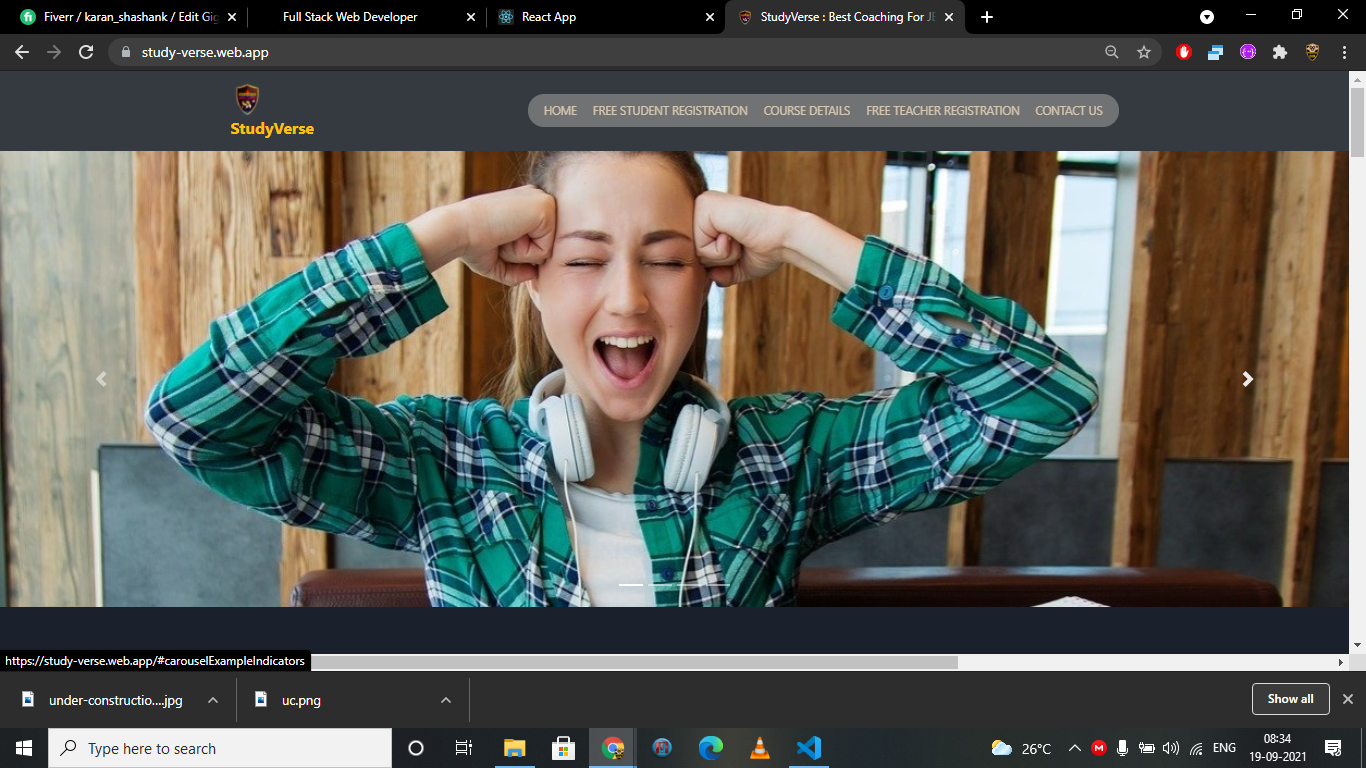 Fiverr / karan_shashank / Edit Gig
Full Stack Web Developer
React App
StudyVerse : Best Coaching For JE
study-verse.web.app
StudyVerse
HOME FREE STUDENT REGISTRATION COURSE DETAILS FREE TEACHER REGISTRATION CONTACT US
https://study-verse.web.app/#carouselExampleIndicators
under-constructio....jpg
uc.png
Show all
Type here to search
26°C
ENG
08:34
19-09-2021